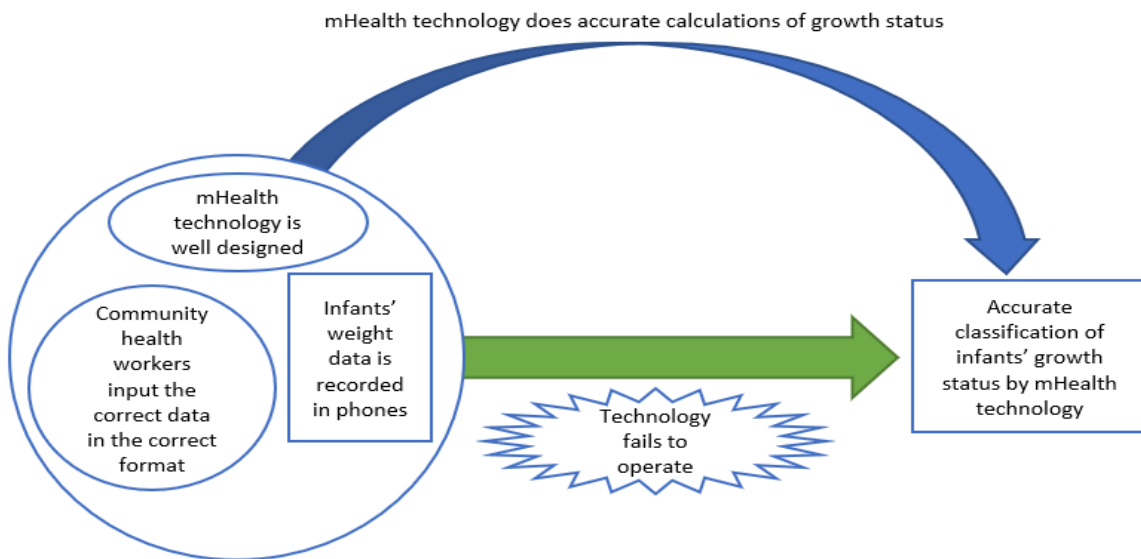 mHealth technology does accurate calculations of growth status
mHealth
technology is
well designed
Community
health
workers
input the
correct data
in the correct
format
Infants’
weight
data is
recorded
in phones
Technology
fails to
operate
Accurate
classification of
infants’ growth
status by mHealth
technology